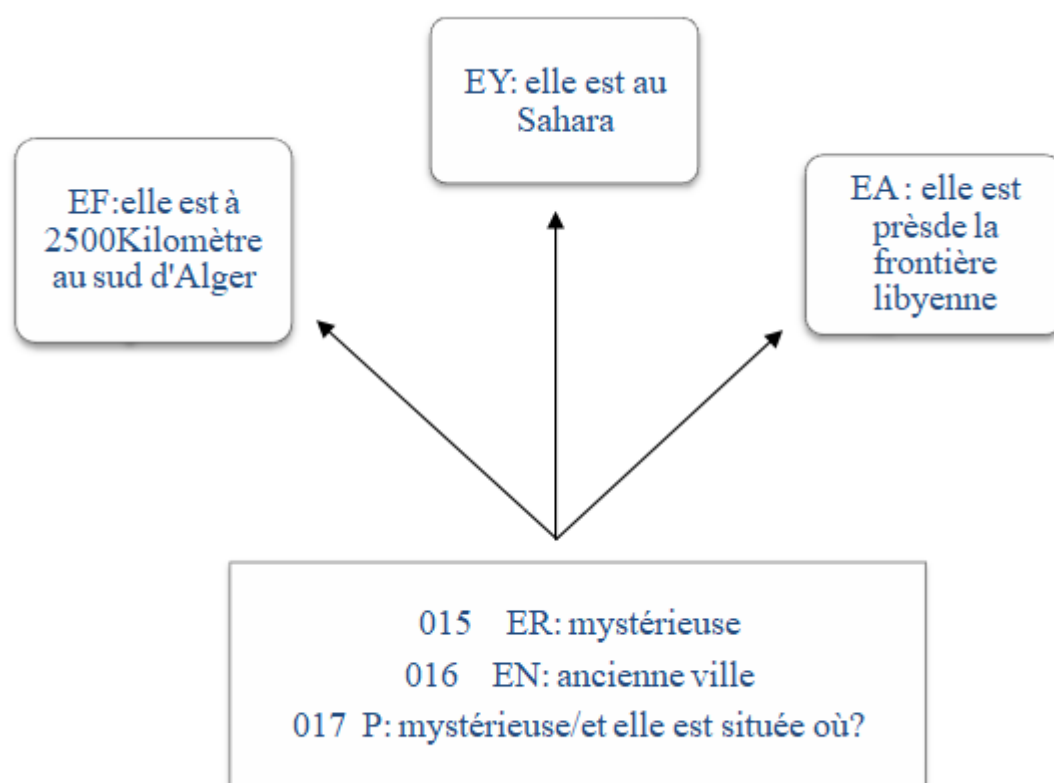 EY: elle est au
Sahara
EF:elle est à
2500Kilomètre
au sud d'Alger
EA : elle est
prèsde la
frontière
libyenne
015 ER: mystérieuse
016 EN: ancienne ville
017 P: mystérieuse/et elle est située où?